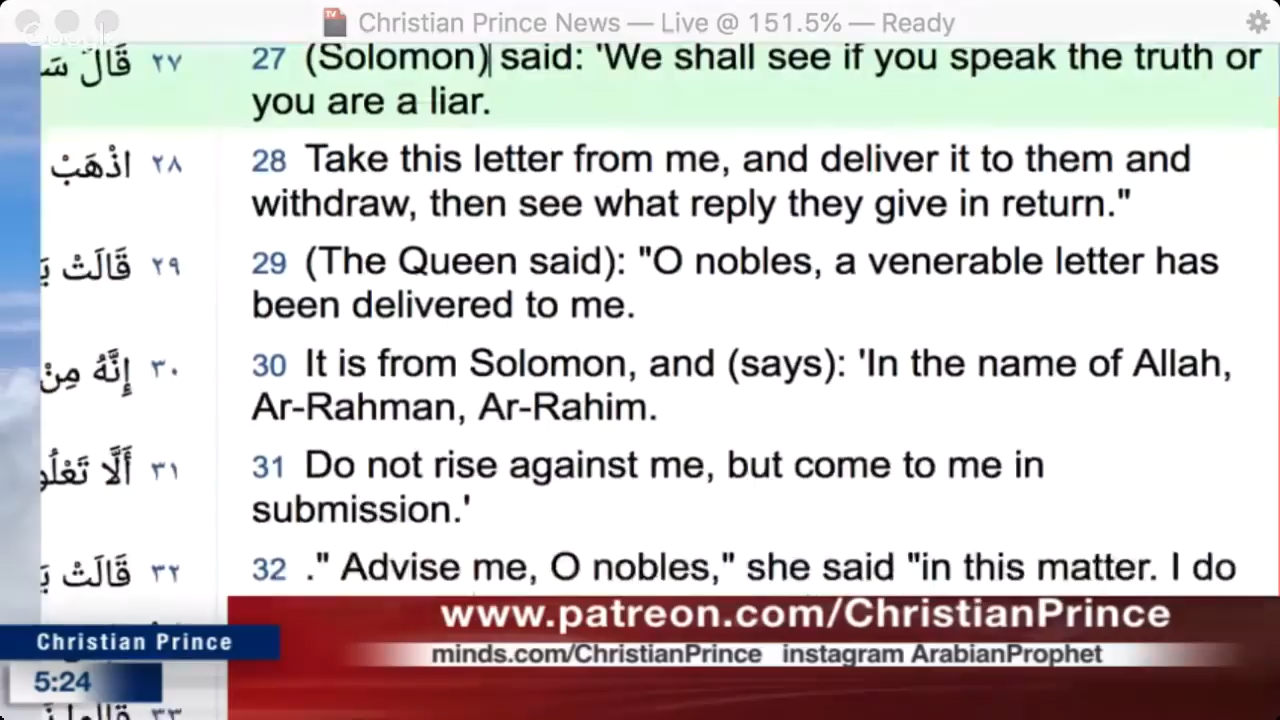 Christian Prince News — Live @ 151.5% — Ready
Google
قَالَ سَ ٢٧ 27 (Solomon) said: 'We shall see if you speak the truth or
you are a liar.
اذْهَبْ ٢٨ 28 Take this letter from me, and deliver it to them and
withdraw, then see what reply they give in return."
قَالَتْ يَ ٢٩ 29 (The Queen said): "O nobles, a venerable letter has
been delivered to me.
إِنَّهُ مِنْ ٣٠ 30 It is from Solomon, and (says): 'In the name of Allah,
Ar-Rahman, Ar-Rahim.
أَلَّا تَعْلُو ٣١ 31 Do not rise against me, but come to me in
submission.'
قَالَتْ يَ ٣٢ 32 ." Advise me, O nobles," she said "in this matter. I do
www.patreon.com/ChristianPrince
Christian Prince
minds.com/ChristianPrince instagram ArabianProphet
5:24
٣٣